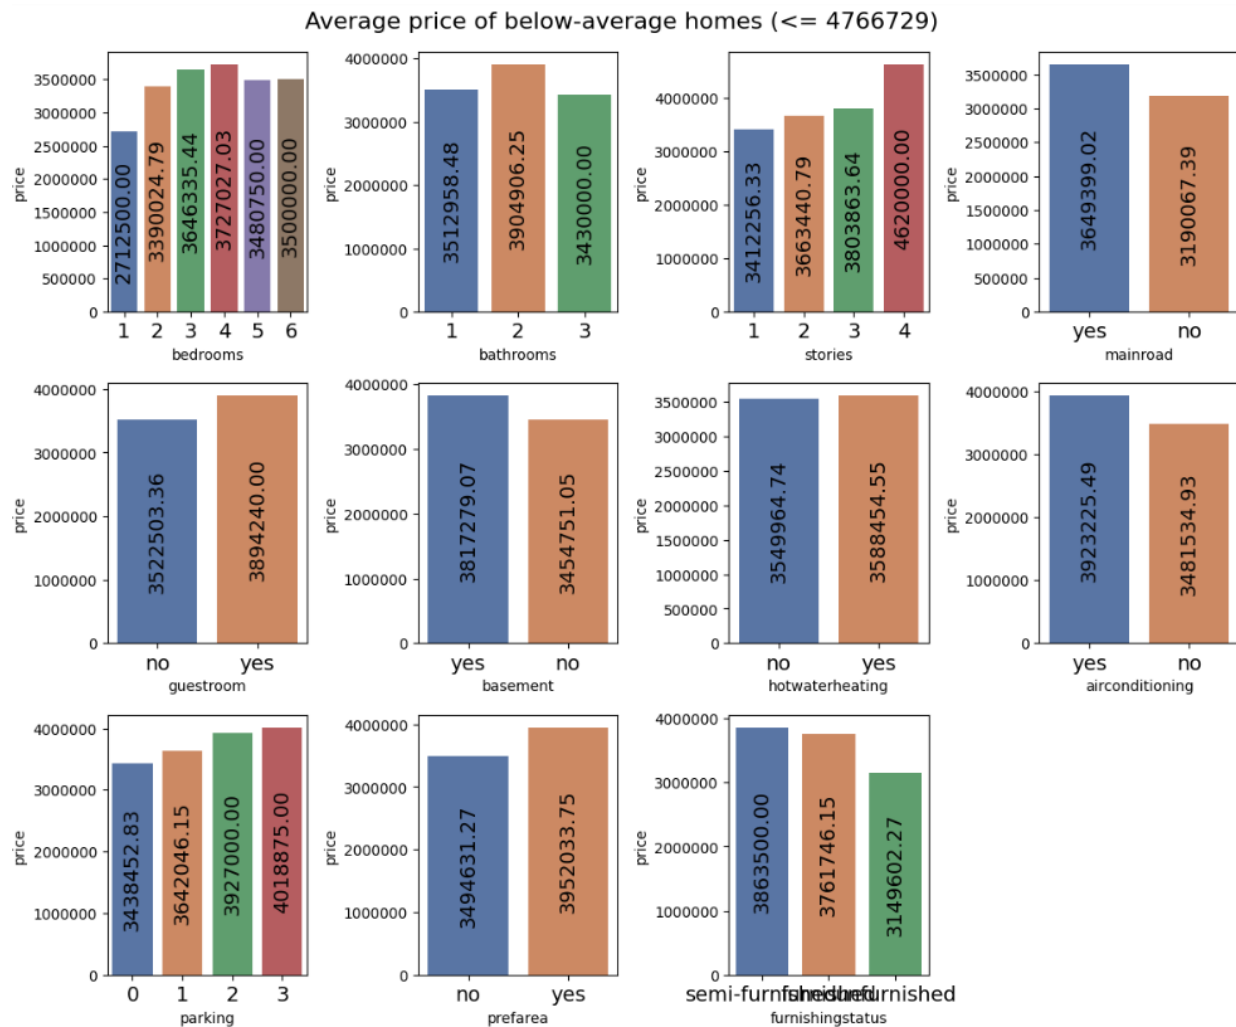 Average price of below-average homes (<= 4766729)
price
3500000
3000000
2500000
2000000
1500000
1000000
500000
0
2712500.00
3390024.79
3646335.44
3727027.03
3480750.00
3500000.00
1 2 3 4 5 6
bedrooms
price
4000000
3000000
2000000
1000000
0
3512958.48
3904906.25
3430000.00
1 2 3
bathrooms
price
4000000
3000000
2000000
1000000
0
3412256.33
3663440.79
3803863.64
4620000.00
1 2 3 4
stories
price
3500000
3000000
2500000
2000000
1500000
1000000
500000
0
3649399.02
3190067.39
yes no
mainroad
price
4000000
3000000
2000000
1000000
0
3522503.36
3894240.00
no yes
guestroom
price
4000000
3000000
2000000
1000000
0
3817279.07
3454751.05
yes no
basement
price
3500000
3000000
2500000
2000000
1500000
1000000
500000
0
3549964.74
3588454.55
no yes
hotwaterheating
price
4000000
3000000
2000000
1000000
0
3923225.49
3481534.93
yes no
airconditioning
price
4000000
3000000
2000000
1000000
0
3438452.83
3642046.15
3927000.00
4018875.00
0 1 2 3
parking
price
4000000
3000000
2000000
1000000
0
3494631.27
3952033.75
no yes
prefarea
price
4000000
3000000
2000000
1000000
0
3863500.00
3761746.15
3149602.27
semi-furnished furnished unfurnished
furnishingstatus